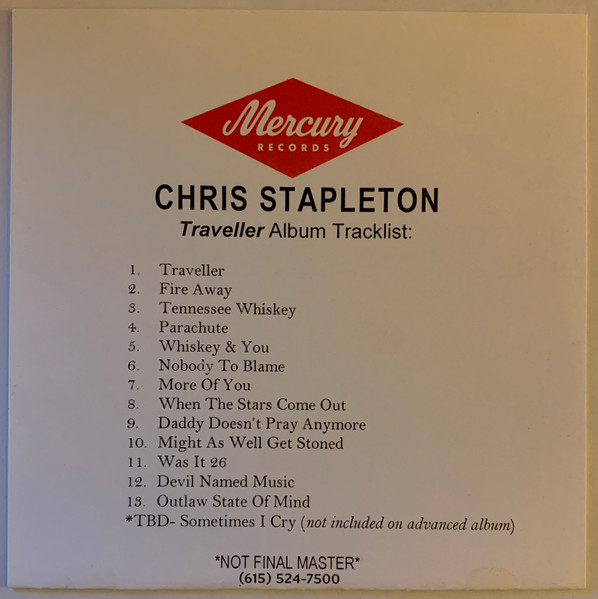 Mercury
RECORDS
CHRIS STAPLETON
Traveller Album Tracklist:
1. Traveller
2. Fire Away
3. Tennessee Whiskey
4. Parachute
5. Whiskey & You
6. Nobody To Blame
7. More Of You
8. When The Stars Come Out
9. Daddy Doesn't Pray Anymore
10. Might As Well Get Stoned
11. Was It 26
12. Devil Named Music
13. Outlaw State Of Mind
*TBD- Sometimes I Cry (not included on advanced album)
*NOT FINAL MASTER*
(615) 524-7500